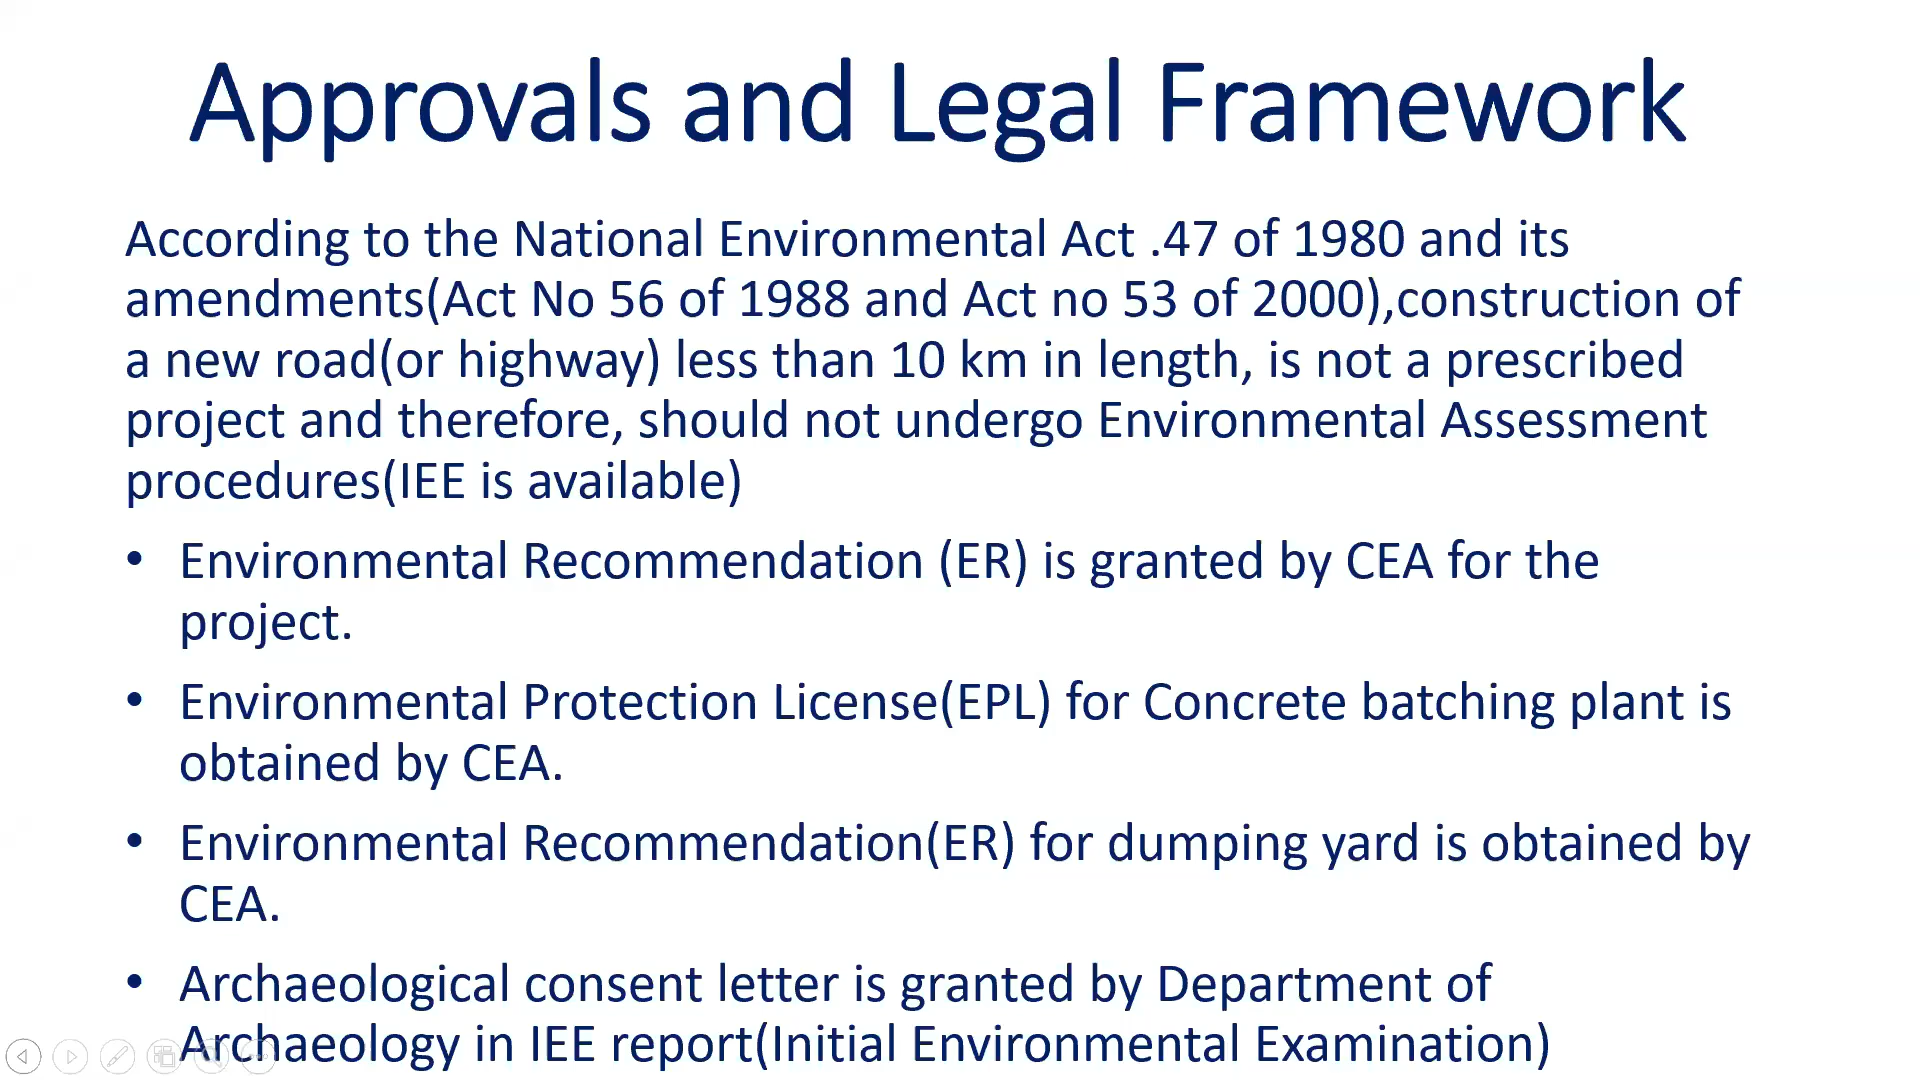 Approvals and Legal Framework
According to the National Environmental Act .47 of 1980 and its
amendments(Act No 56 of 1988 and Act no 53 of 2000),construction of
a new road(or highway) less than 10 km in length, is not a prescribed
project and therefore, should not undergo Environmental Assessment
procedures(IEE is available)
• Environmental Recommendation (ER) is granted by CEA for the
project.
• Environmental Protection License(EPL) for Concrete batching plant is
obtained by CEA.
• Environmental Recommendation(ER) for dumping yard is obtained by
CEA.
• Archaeological consent letter is granted by Department of
Archaeology in IEE report(Initial Environmental Examination)